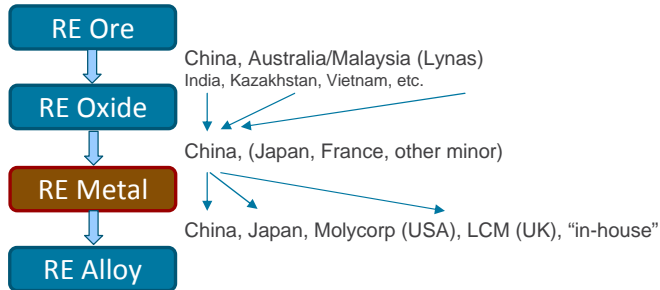 RE Ore
China, Australia/Malaysia (Lynas)
India, Kazakhstan, Vietnam, etc.
RE Oxide
China, (Japan, France, other minor)
RE Metal
China, Japan, Molycorp (USA), LCM (UK), “in-house”
RE Alloy